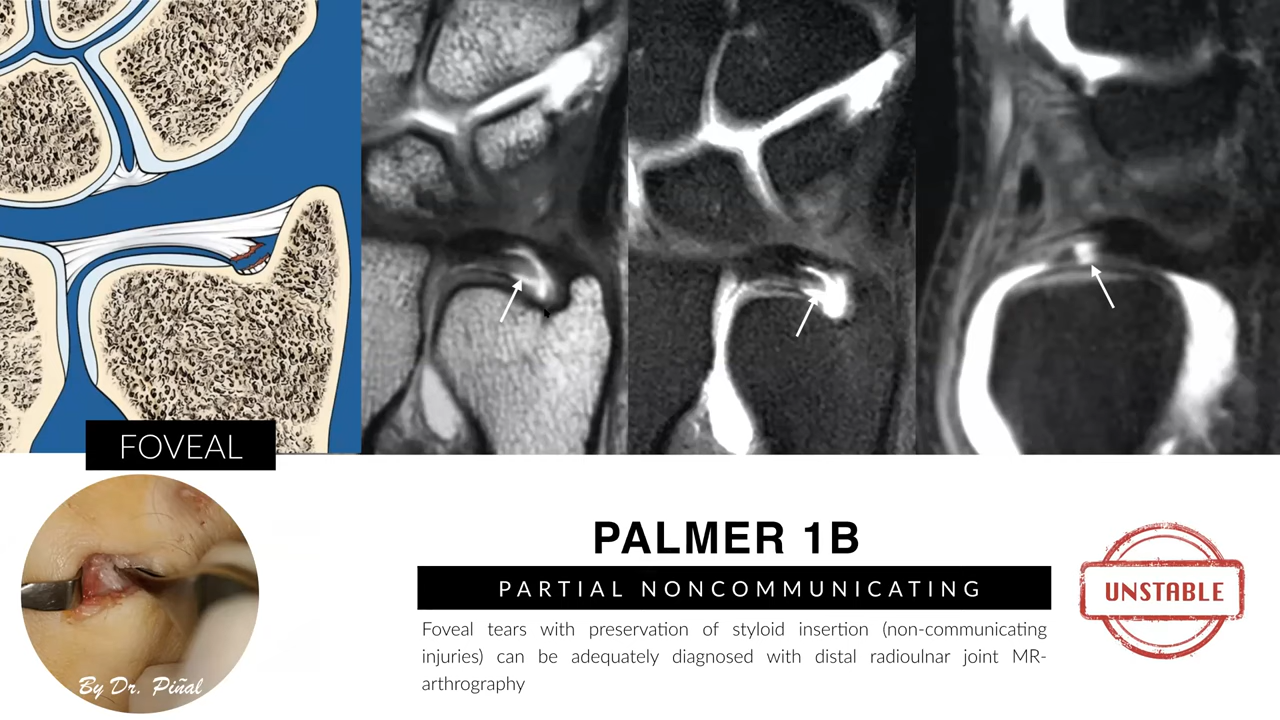 FOVEAL
By Dr. Piñal
PALMER 1B
PARTIAL NONCOMMUNICATING
Foveal tears with preservation of styloid insertion (non-communicating
injuries) can be adequately diagnosed with distal radioulnar joint MR-
arthrography
UNSTABLE